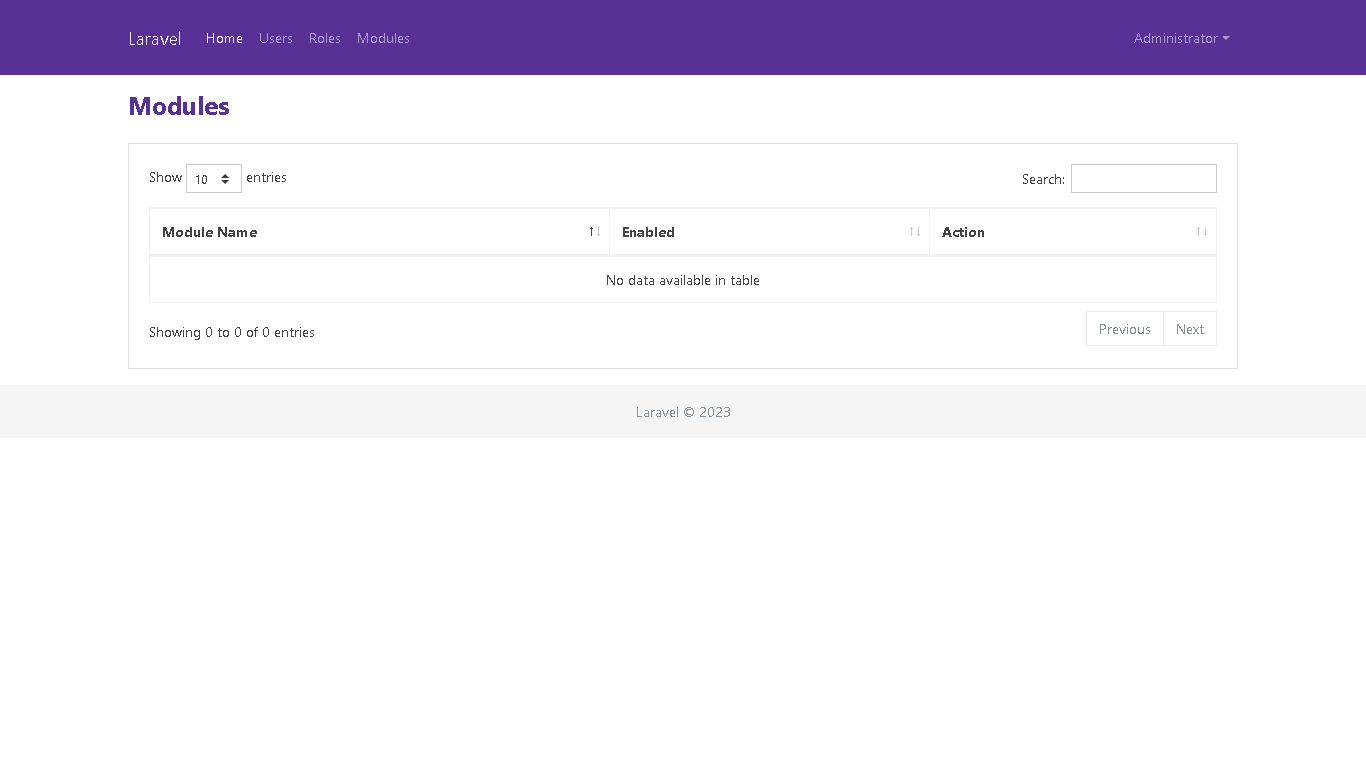 Laravel Home Users Roles Modules Administrator
Modules
Show 10 entries Search:
Module Name Enabled Action
No data available in table
Showing 0 to 0 of 0 entries Previous Next
Laravel © 2023